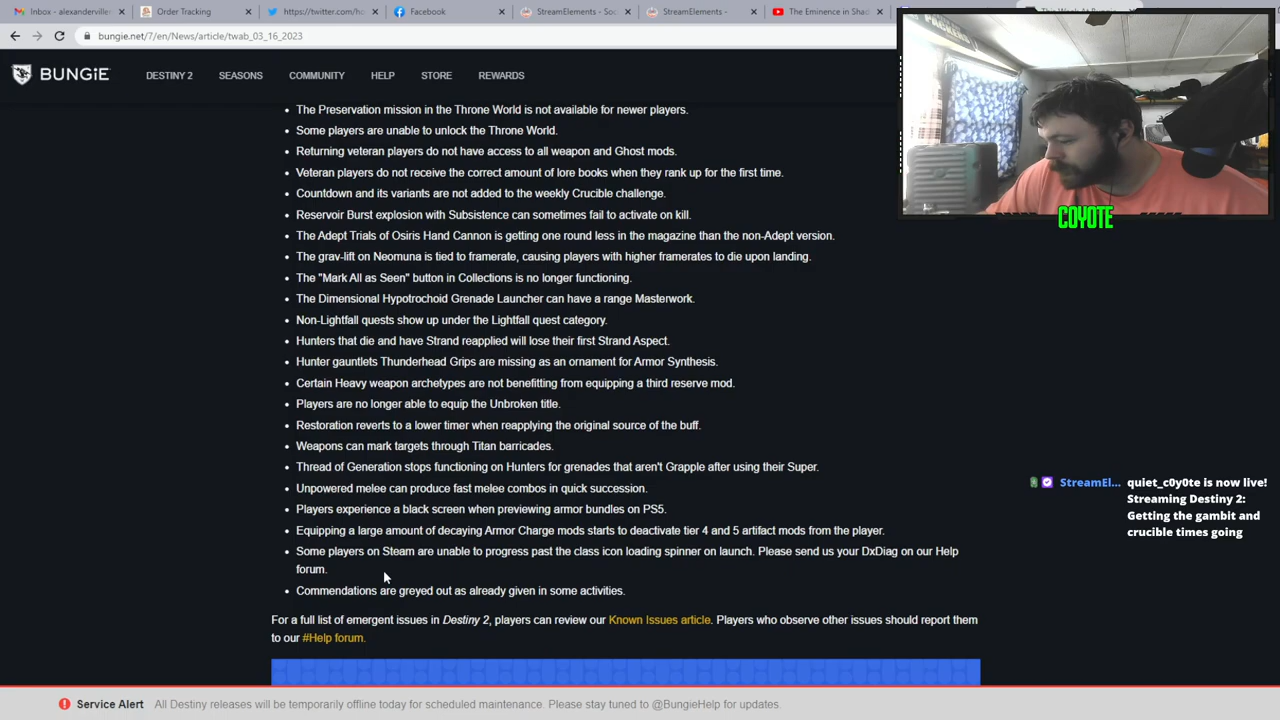 Inbox - alexanderviller
Order Tracking
https://twitter.com/ho
Facebook
StreamElements - Soc
StreamElements -
The Eminence in Shad
bungie.net/7/en/News/article/twab_03_16_2023
BUNGiE
DESTINY 2
SEASONS
COMMUNITY
HELP
STORE
REWARDS
• The Preservation mission in the Throne World is not available for newer players.
• Some players are unable to unlock the Throne World.
• Returning veteran players do not have access to all weapon and Ghost mods.
• Veteran players do not receive the correct amount of lore books when they rank up for the first time.
• Countdown and its variants are not added to the weekly Crucible challenge.
• Reservoir Burst explosion with Subsistence can sometimes fail to activate on kill.
• The Adept Trials of Osiris Hand Cannon is getting one round less in the magazine than the non-Adept version.
• The grav-lift on Neomuna is tied to framerate, causing players with higher framerates to die upon landing.
• The "Mark All as Seen" button in Collections is no longer functioning.
• The Dimensional Hypotrochoid Grenade Launcher can have a range Masterwork.
• Non-Lightfall quests show up under the Lightfall quest category.
• Hunters that die and have Strand reapplied will lose their first Strand Aspect.
• Hunter gauntlets Thunderhead Grips are missing as an ornament for Armor Synthesis.
• Certain Heavy weapon archetypes are not benefitting from equipping a third reserve mod.
• Players are no longer able to equip the Unbroken title.
• Restoration reverts to a lower timer when reapplying the original source of the buff.
• Weapons can mark targets through Titan barricades.
• Thread of Generation stops functioning on Hunters for grenades that aren't Grapple after using their Super.
• Unpowered melee can produce fast melee combos in quick succession.
• Players experience a black screen when previewing armor bundles on PS5.
• Equipping a large amount of decaying Armor Charge mods starts to deactivate tier 4 and 5 artifact mods from the player.
• Some players on Steam are unable to progress past the class icon loading spinner on launch. Please send us your DxDiag on our Help
forum.
• Commendations are greyed out as already given in some activities.
For a full list of emergent issues in Destiny 2, players can review our Known Issues article. Players who observe other issues should report them
to our #Help forum.
Service Alert All Destiny releases will be temporarily offline today for scheduled maintenance. Please stay tuned to @BungieHelp for updates.
PACKERS
COYOTE
StreamEl... quiet_c0y0te is now live!
Streaming Destiny 2:
Getting the gambit and
crucible times going